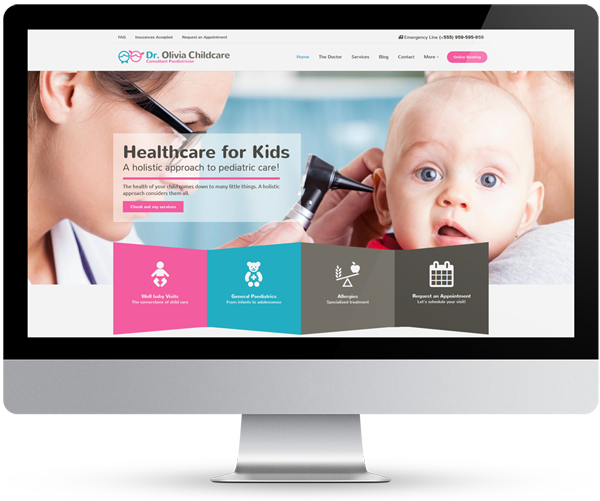 FAQ Insurances Accepted Request an Appointment Emergency Line (+555) 959-595-959
Dr. Olivia Childcare
Consultant Paediatrician
Home The Doctor Services Blog Contact More Online Booking
Healthcare for Kids
A holistic approach to pediatric care!
The health of your child comes down to many little things. A holistic
approach considers them all.
Check out my services
Well baby Visits
The cornerstone of child care
General Paediatrics
From infants to adolescence
Allergies
Specialized treatment
Request an Appointment
Let's schedule your visit!